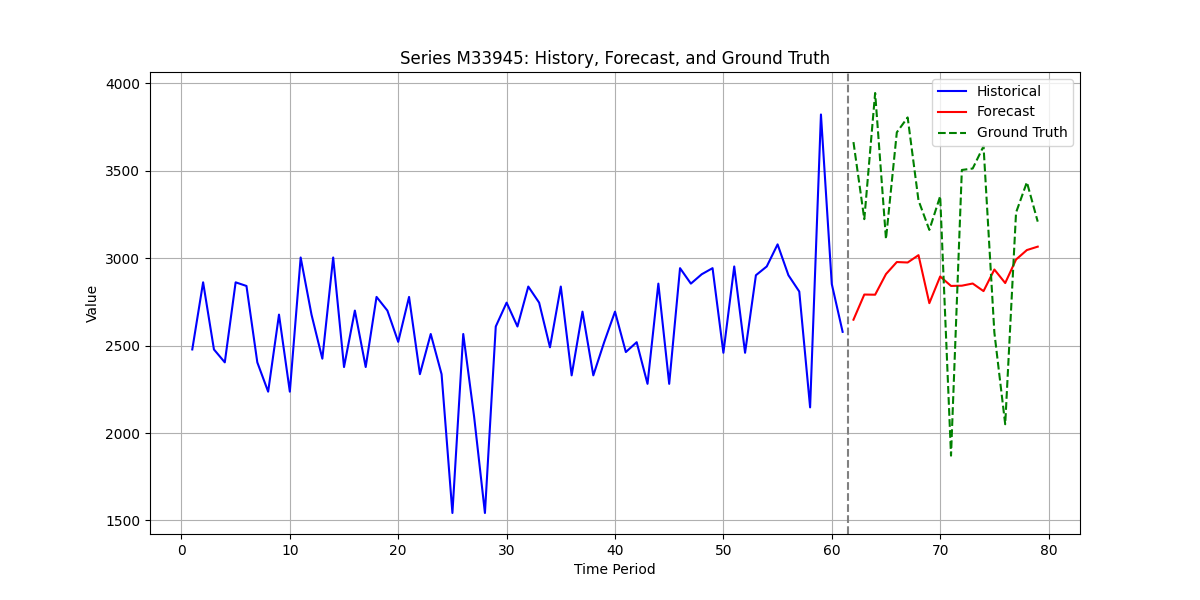 Series M33945: History, Forecast, and Ground Truth
4000
3500
3000
2500
2000
1500
Value
0 10 20 30 40 50 60 70 80
Time Period
Historical
Forecast
Ground Truth